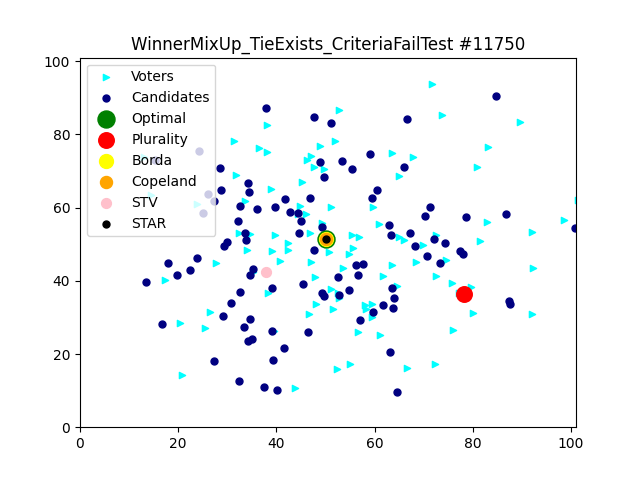 WinnerMixUp_TieExists_CriteriaFailTest #11750
100
80
60
40
20
0
0 20 40 60 80 100
Voters
Candidates
Optimal
Plurality
Borda
Copeland
STV
STAR